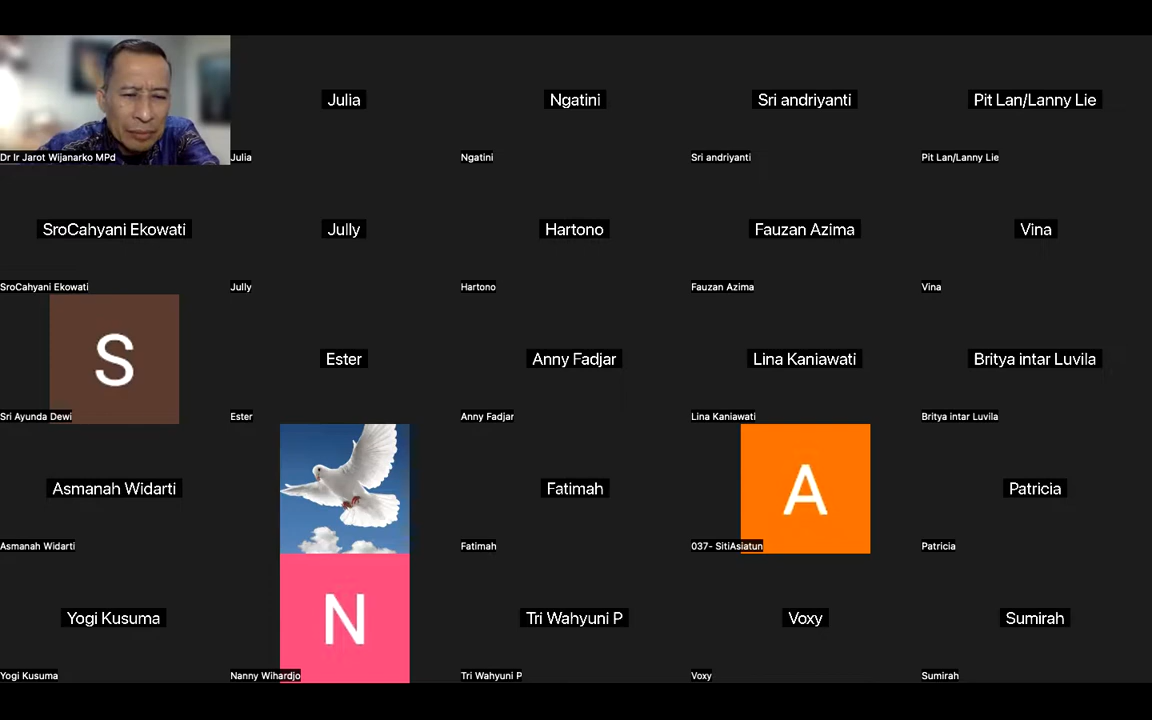 Julia
Ngatini
Sri andriyanti
Pit Lan/Lanny Lie
Dr Ir Jarot Wijanarko MPd
Julia
Ngatini
Sri andriyanti
Pit Lan/Lanny Lie
SroCahyani Ekowati
Jully
Hartono
Fauzan Azima
Vina
SroCahyani Ekowati
Jully
Hartono
Fauzan Azima
Vina
S
Ester
Anny Fadjar
Lina Kaniawati
Britya intar Luvila
Sri Ayunda Dewi
Ester
Anny Fadjar
Lina Kaniawati
Britya intar Luvila
Asmanah Widarti
Fatimah
A
Patricia
Asmanah Widarti
Fatimah
037- SitiAsiatun
Patricia
Yogi Kusuma
N
Tri Wahyuni P
Voxy
Sumirah
Yogi Kusuma
Nanny Wihardjo
Tri Wahyuni P
Voxy
Sumirah